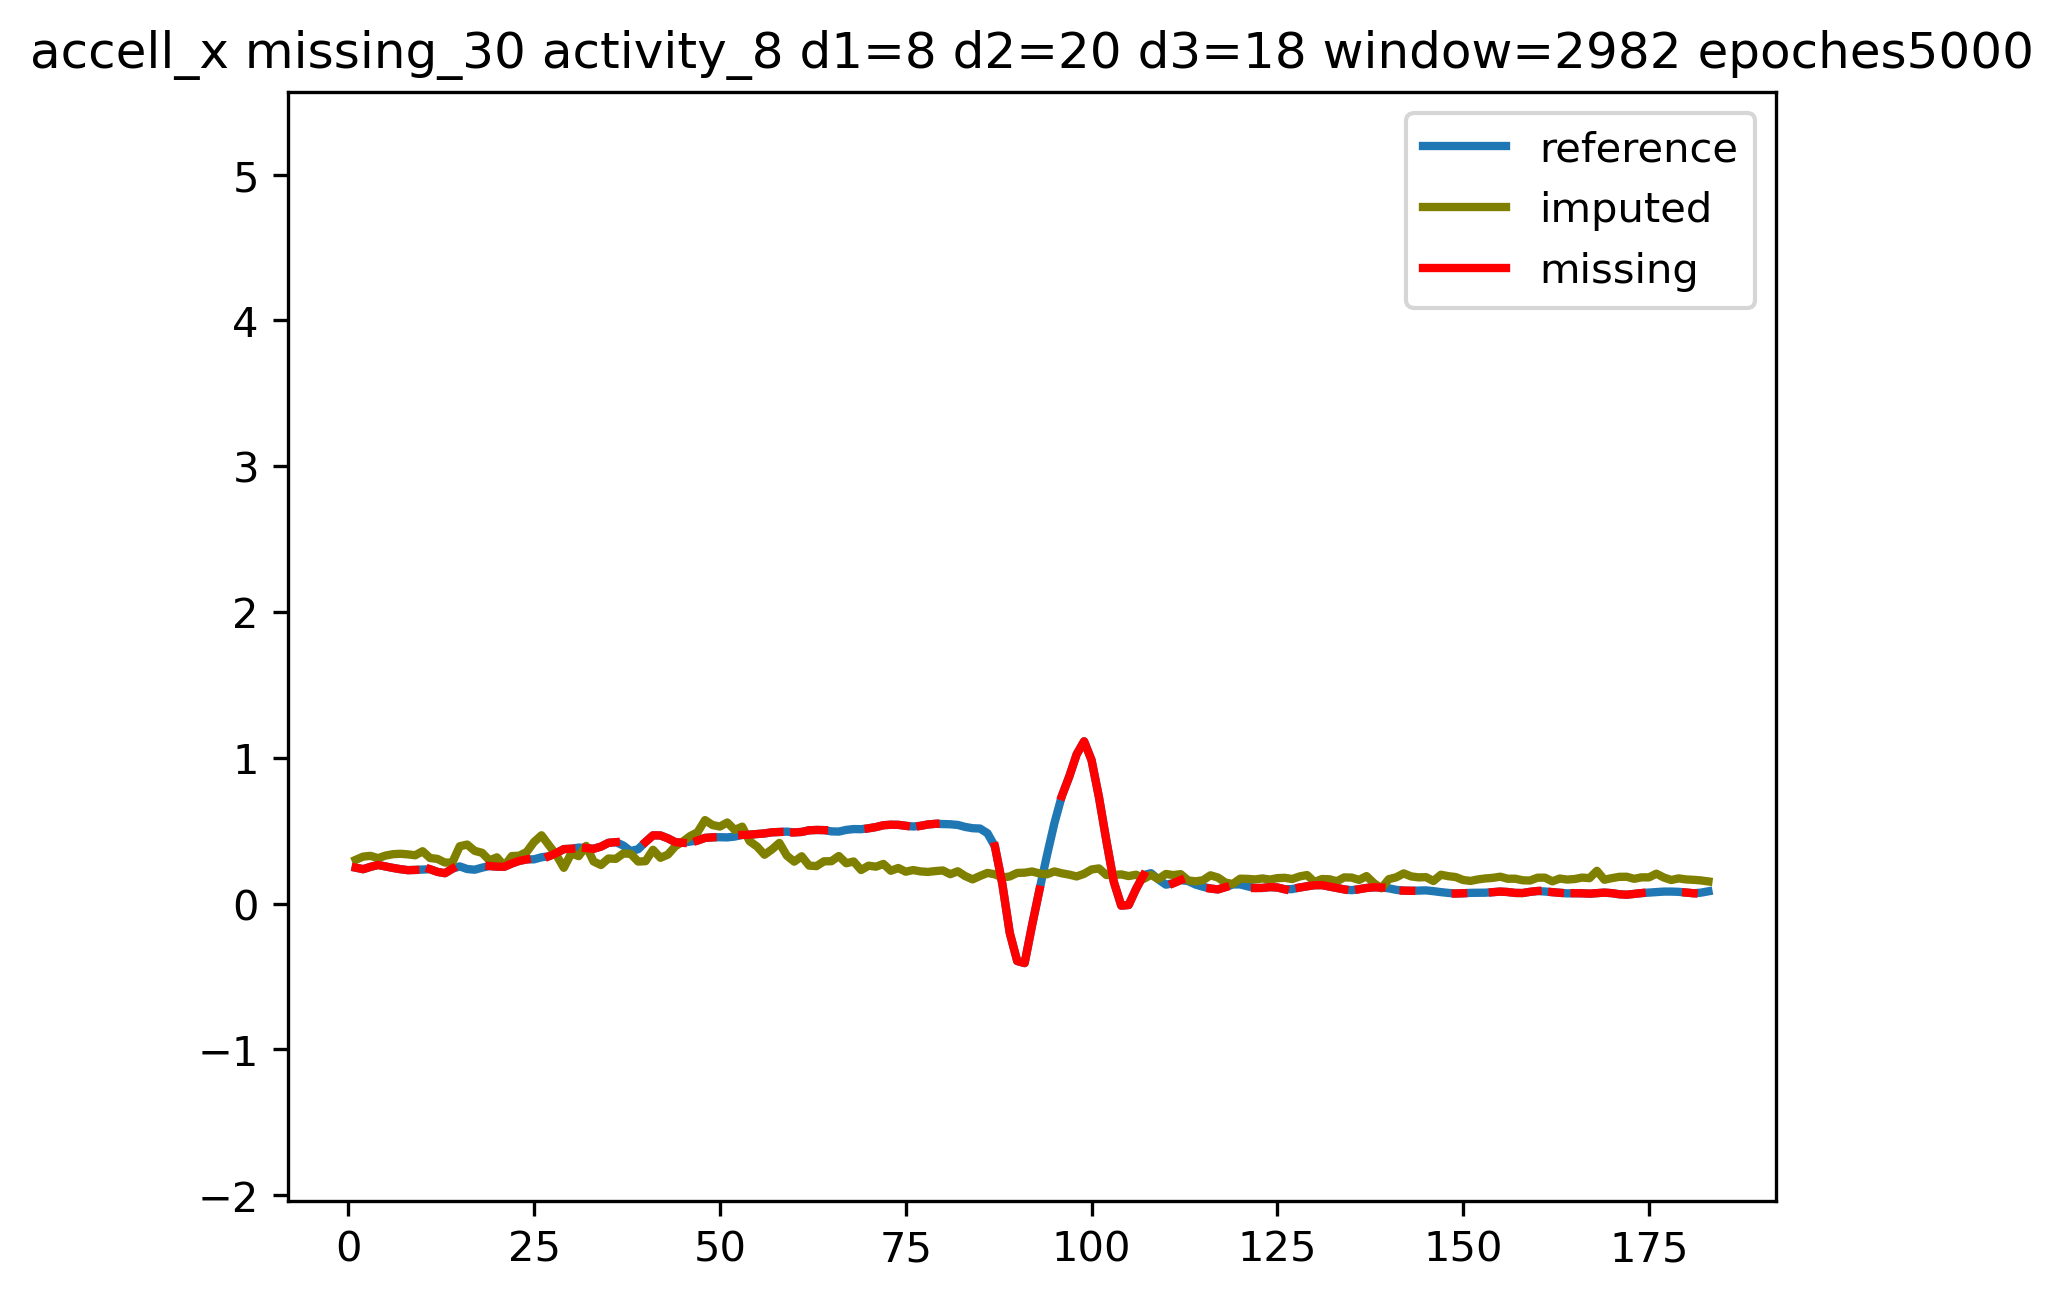 accell_x missing_30 activity_8 d1=8 d2=20 d3=18 window=2982 epoches5000
reference
imputed
missing
5
4
3
2
1
0
−1
−2
0 25 50 75 100 125 150 175